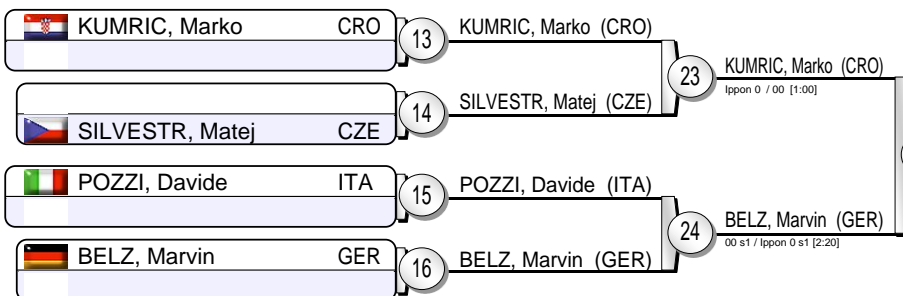 KUMRIC, Marko CRO
13
KUMRIC, Marko (CRO)
23
KUMRIC, Marko (CRO)
Ippon 0 / 00 [1:00]
SILVESTR, Matej CZE
14
SILVESTR, Matej (CZE)
POZZI, Davide ITA
15
POZZI, Davide (ITA)
24
BELZ, Marvin (GER)
00 s1 / Ippon 0 s1 [2:20]
BELZ, Marvin GER
16
BELZ, Marvin (GER)